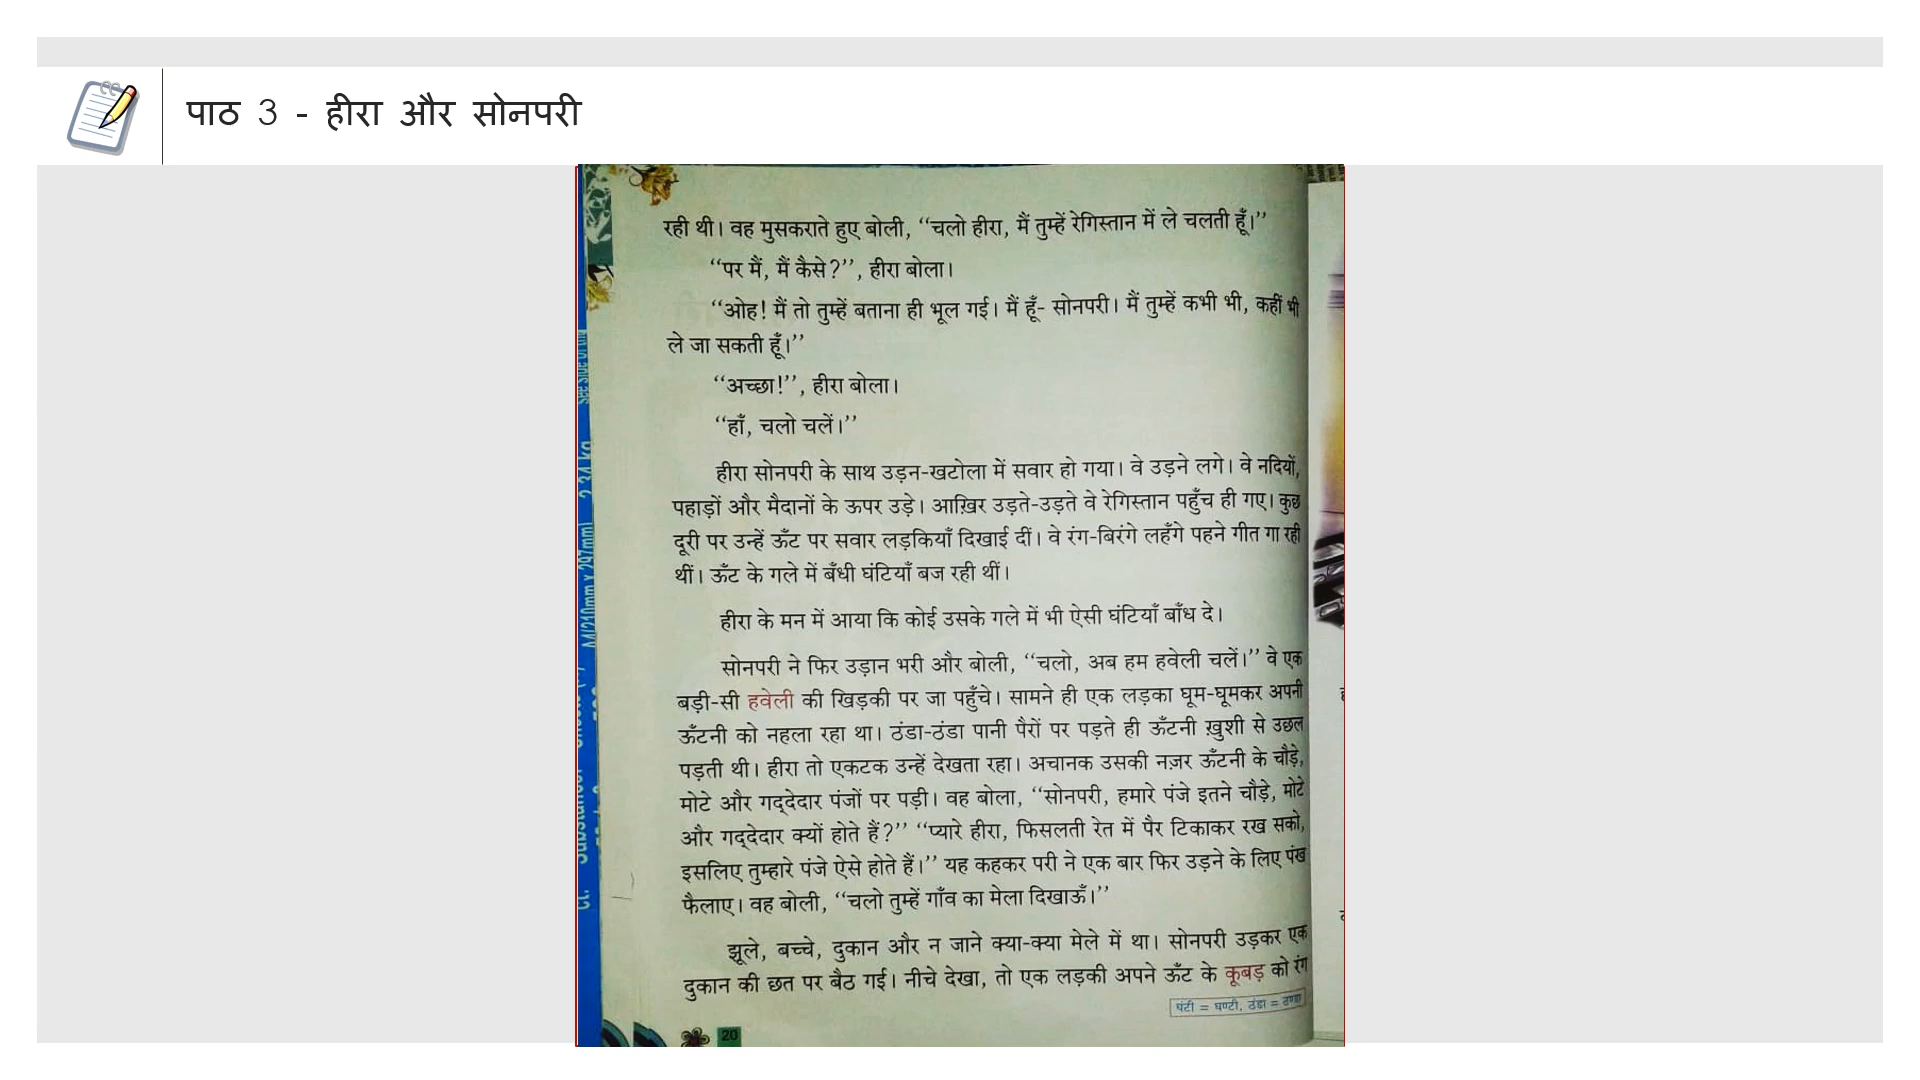 पाठ 3 - हीरा और सोनपरी
रही थी। वह मुसकराते हुए बोली, ‘‘चलो हीरा, मैं तुम्हें रेगिस्तान में ले चलती हूँ।’’
‘‘पर मैं, मैं कैसे?’’, हीरा बोला।
‘‘ओह! मैं तो तुम्हें बताना ही भूल गई। मैं हूँ- सोनपरी। मैं तुम्हें कभी भी, कहीं भी
ले जा सकती हूँ।’’
‘‘अच्छा!’’, हीरा बोला।
‘‘हाँ, चलो चलें।’’
हीरा सोनपरी के साथ उड़न-खटोला में सवार हो गया। वे उड़ने लगे। वे नदियों,
पहाड़ों और मैदानों के ऊपर उड़े। आख़िर उड़ते-उड़ते वे रेगिस्तान पहुँच ही गए। कुछ
दूरी पर उन्हें ऊँट पर सवार लड़कियाँ दिखाई दीं। वे रंग-बिरंगे लहँगे पहने गीत गा रही
थीं। ऊँट के गले में बँधी घंटियाँ बज रही थीं।
हीरा के मन में आया कि कोई उसके गले में भी ऐसी घंटियाँ बाँध दे।
सोनपरी ने फिर उड़ान भरी और बोली, ‘‘चलो, अब हम हवेली चलें।’’ वे एक
बड़ी-सी हवेली की खिड़की पर जा पहुँचे। सामने ही एक लड़का घूम-घूमकर अपनी
ऊँटनी को नहला रहा था। ठंडा-ठंडा पानी पैरों पर पड़ते ही ऊँटनी ख़ुशी से उछल
पड़ती थी। हीरा तो एकटक उन्हें देखता रहा। अचानक उसकी नज़र ऊँटनी के चौड़े,
मोटे और गद्देदार पंजों पर पड़ी। वह बोला, ‘‘सोनपरी, हमारे पंजे इतने चौड़े, मोटे
और गद्देदार क्यों होते हैं?’’ ‘‘प्यारे हीरा, फिसलती रेत में पैर टिकाकर रख सको,
इसलिए तुम्हारे पंजे ऐसे होते हैं।’’ यह कहकर परी ने एक बार फिर उड़ने के लिए पंख
फैलाए। वह बोली, ‘‘चलो तुम्हें गाँव का मेला दिखाऊँ।’’
झूले, बच्चे, दुकान और न जाने क्या-क्या मेले में था। सोनपरी उड़कर एक
दुकान की छत पर बैठ गई। नीचे देखा, तो एक लड़की अपने ऊँट के कूबड़ को रंग
घंटी = घण्टी, ठंडा = ठण्डा
20